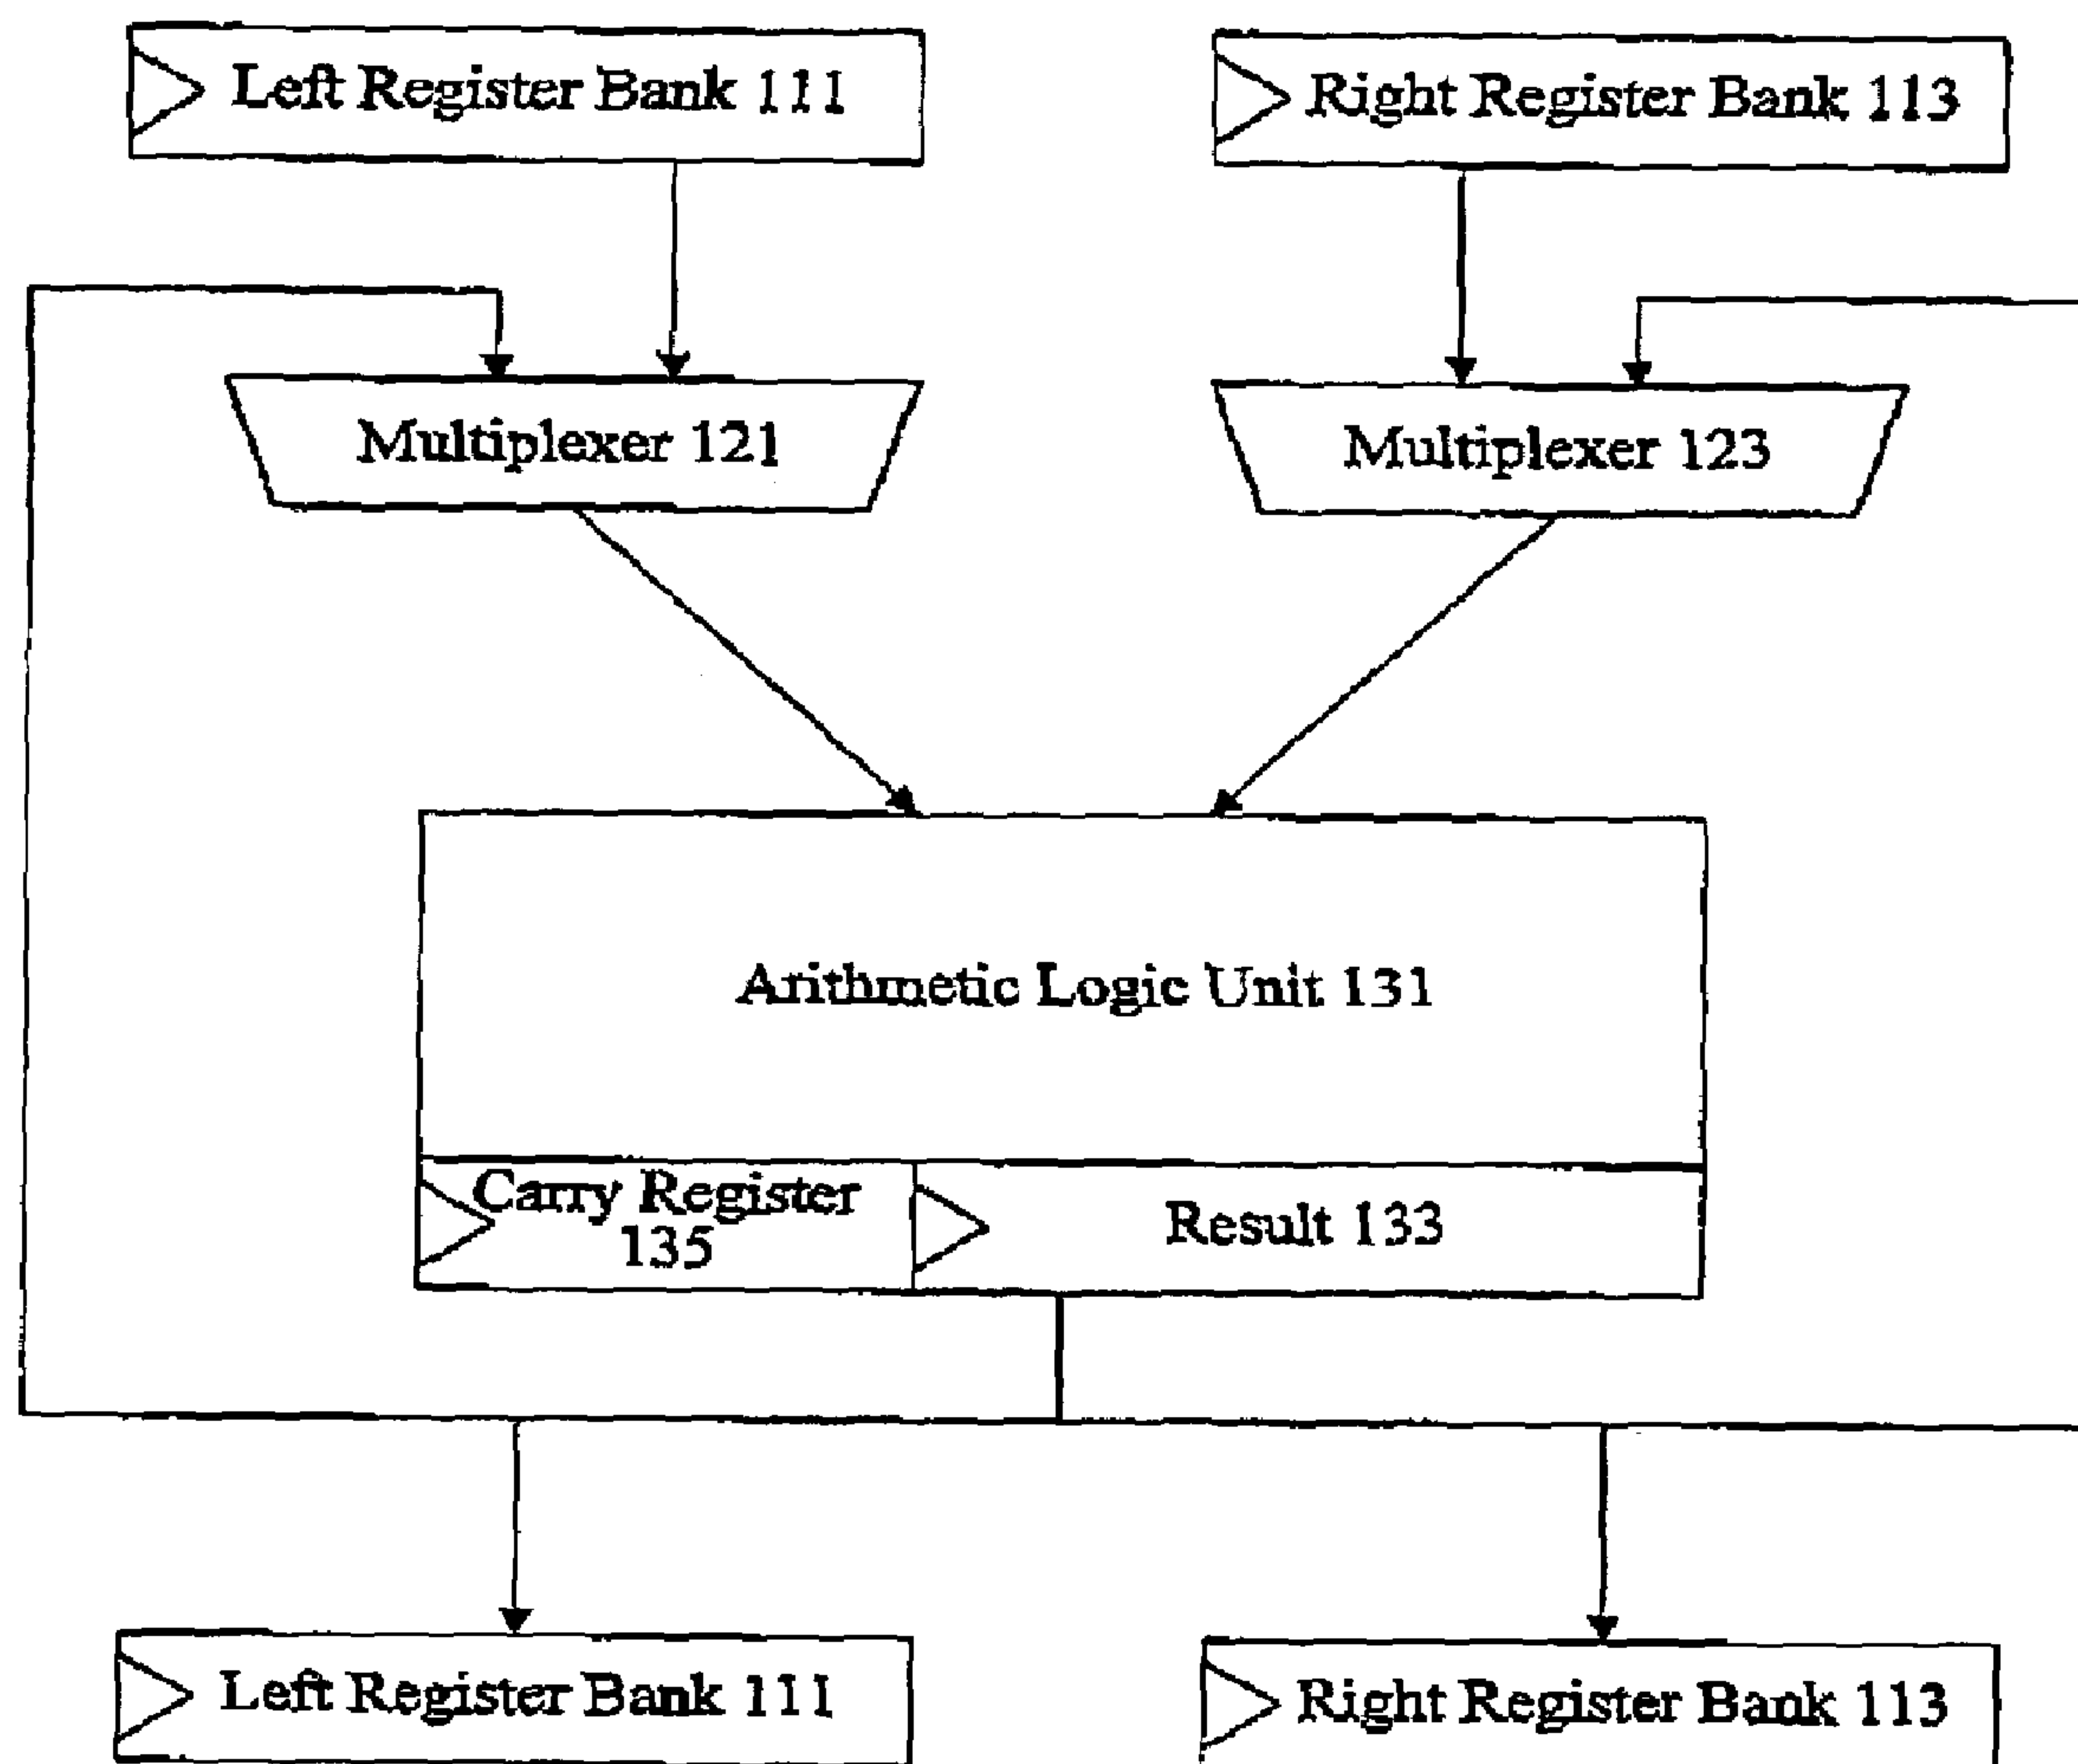 Left Register Bank 111
Right Register Bank 113
Multiplexer 121
Multiplexer 123
Arithmetic Logic Unit 131
Carry Register
135
Result 133
Left Register Bank 111
Right Register Bank 113